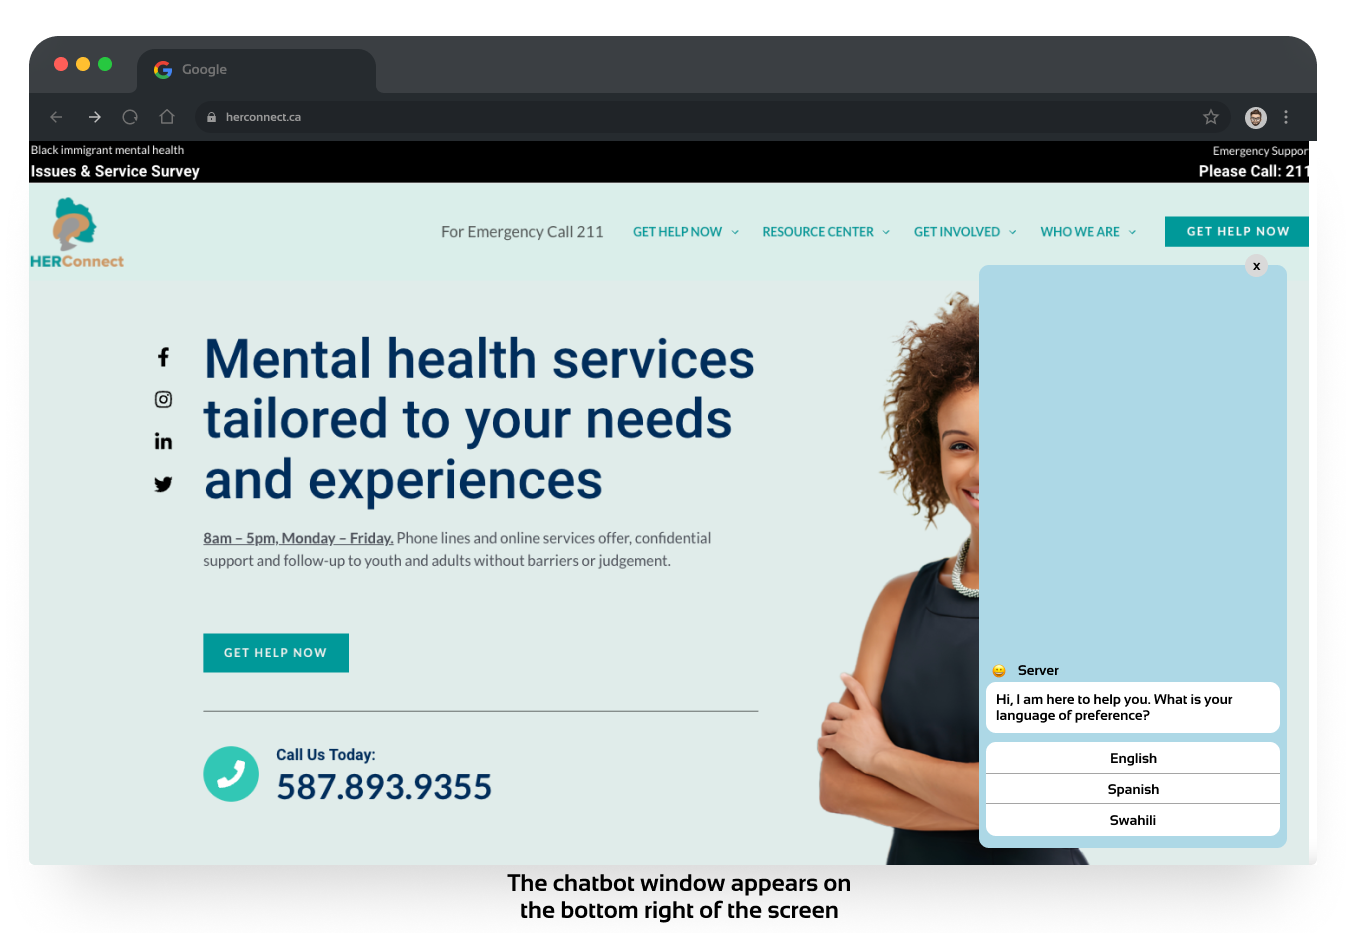 Google
herconnect.ca
Black immigrant mental health
Emergency Suppor
Issues & Service Survey
Please Call: 211
HERConnect
For Emergency Call 211
GET HELP NOW
RESOURCE CENTER
GET INVOLVED
WHO WE ARE
GET HELP NOW
x
Mental health services
tailored to your needs
and experiences
8am – 5pm, Monday – Friday. Phone lines and online services offer, confidential
support and follow-up to youth and adults without barriers or judgement.
GET HELP NOW
Call Us Today:
587.893.9355
Server
Hi, I am here to help you. What is your
language of preference?
English
Spanish
Swahili
The chatbot window appears on
the bottom right of the screen